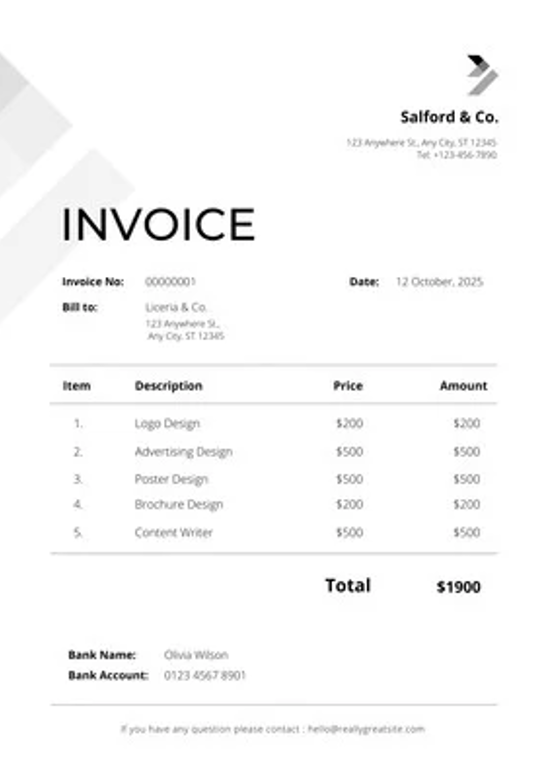 Salford & Co.
123 Anywhere St., Any City, ST 12345
Tel: +123-456-7890
INVOICE
Invoice No: 00000001 Date: 12 October, 2025
Bill to: Liceria & Co.
123 Anywhere St.,
Any City, ST 12345
Item Description Price Amount
1. Logo Design $200 $200
2. Advertising Design $500 $500
3. Poster Design $500 $500
4. Brochure Design $200 $200
5. Content Writer $500 $500
Total $1900
Bank Name: Olivia Wilson
Bank Account: 0123 4567 8901
If you have any question please contact : hello@reallygreatsite.com